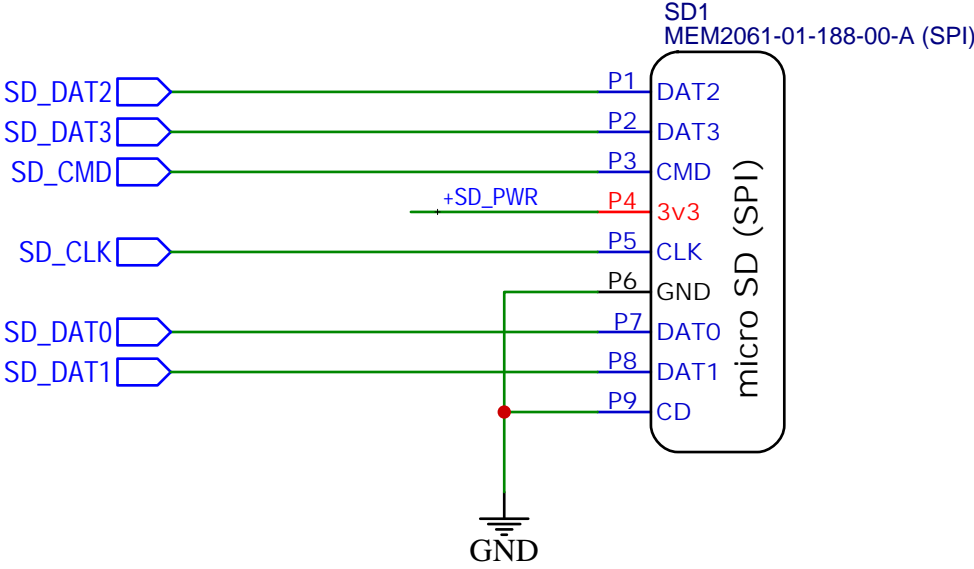 SD1
MEM2061-01-188-00-A (SPI)
SD_DAT2 P1 DAT2
SD_DAT3 P2 DAT3
SD_CMD P3 CMD
+SD_PWR P4 3v3
SD_CLK P5 CLK
P6 GND
SD_DAT0 P7 DAT0
SD_DAT1 P8 DAT1
P9 CD
micro SD (SPI)
GND